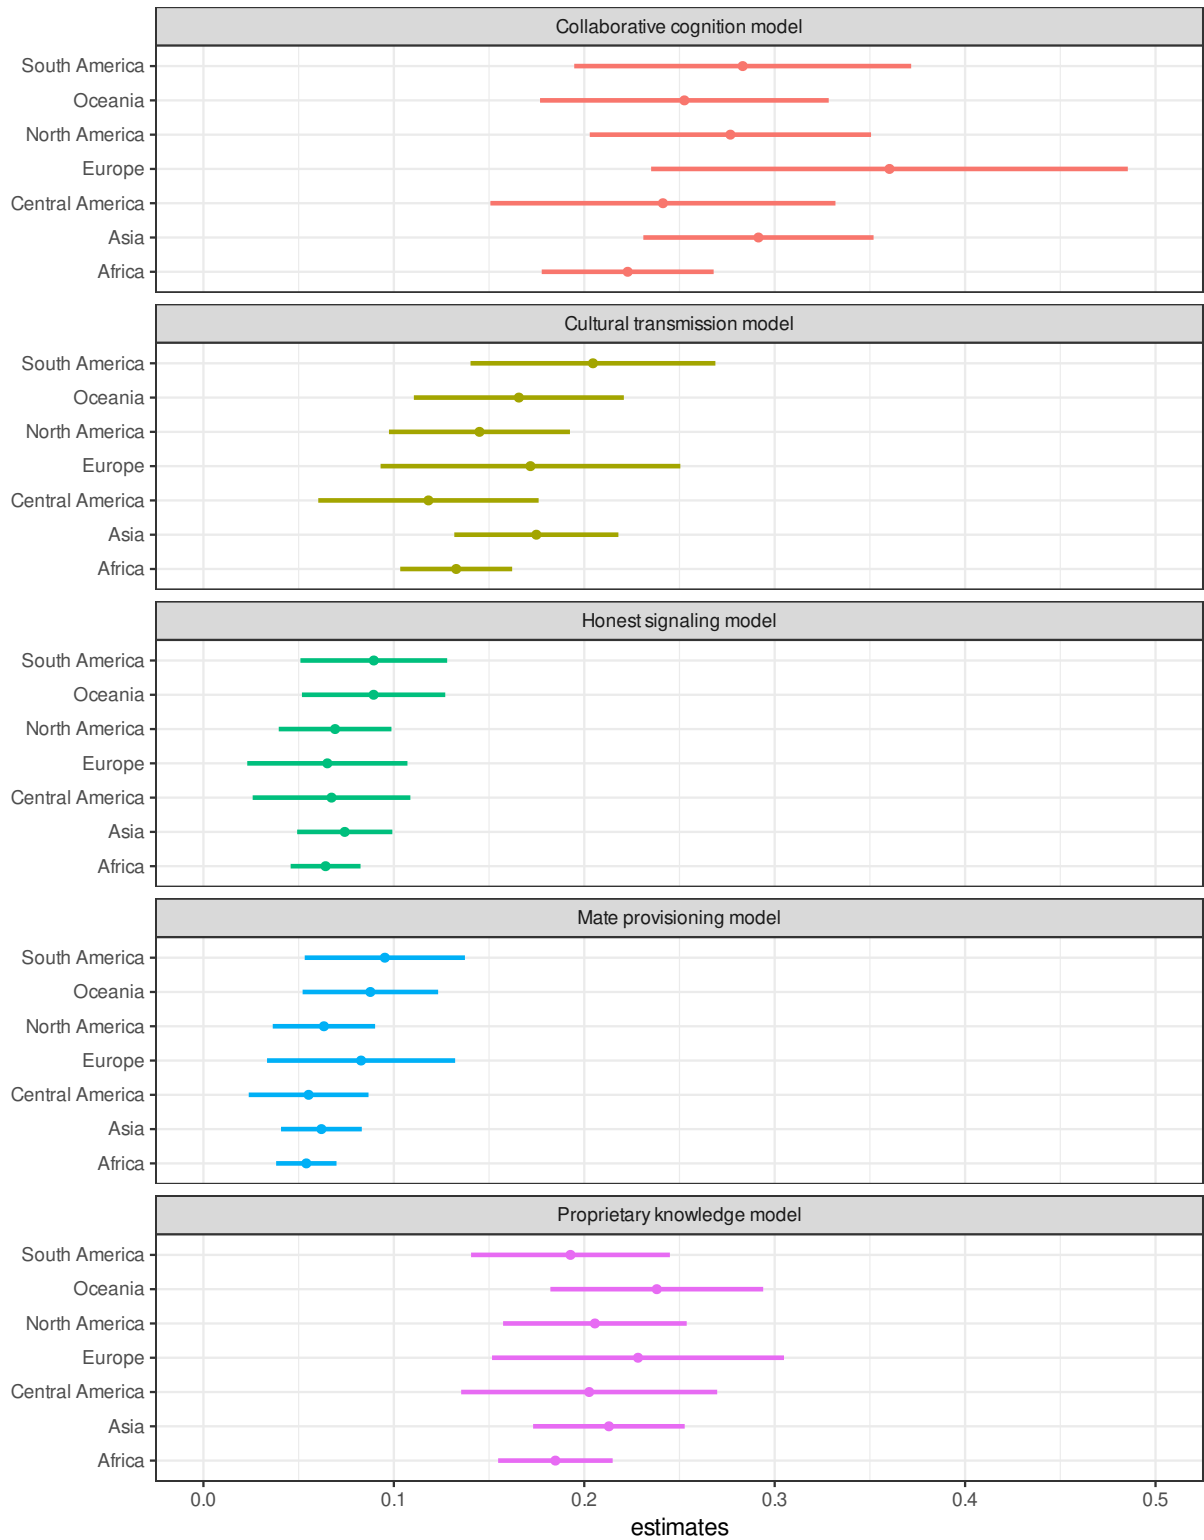 Collaborative cognition model
South America
Oceania
North America
Europe
Central America
Asia
Africa
Cultural transmission model
South America
Oceania
North America
Europe
Central America
Asia
Africa
Honest signaling model
South America
Oceania
North America
Europe
Central America
Asia
Africa
Mate provisioning model
South America
Oceania
North America
Europe
Central America
Asia
Africa
Proprietary knowledge model
South America
Oceania
North America
Europe
Central America
Asia
Africa
0.0 0.1 0.2 0.3 0.4 0.5
estimates